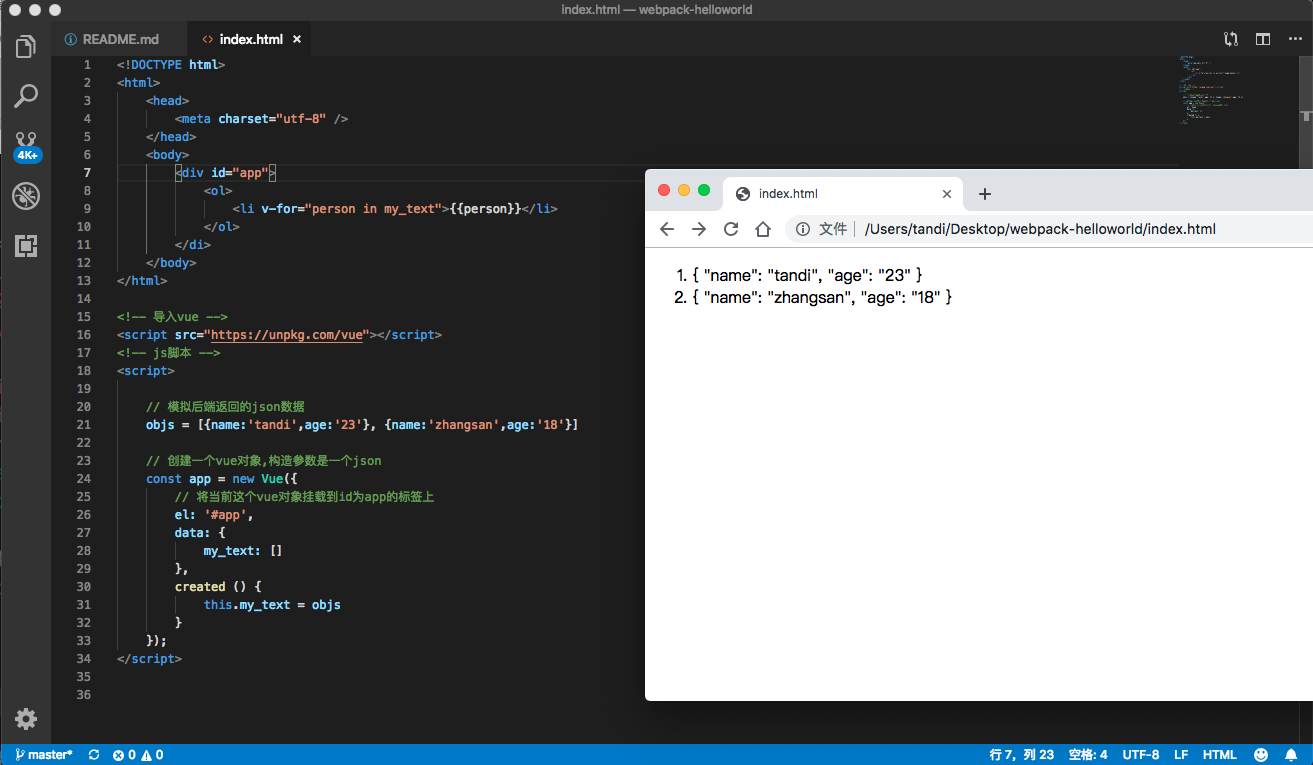 index.html — webpack-helloworld
README.md
index.html
4K+
1 <!DOCTYPE html>
2 <html>
3 <head>
4 <meta charset="utf-8" />
5 </head>
6 <body>
7 <div id="app">
8 <ol>
9 <li v-for="person in my_text">{{person}}</li>
10 </ol>
11 </di>
12 </body>
13 </html>
14
15 <!-- 导入vue -->
16 <script src="https://unpkg.com/vue"></script>
17 <!-- js脚本 -->
18 <script>
19
20 // 模拟后端返回的json数据
21 objs = [{name:'tandi',age:'23'}, {name:'zhangsan',age:'18'}]
22
23 // 创建一个vue对象,构造参数是一个json
24 const app = new Vue({
25 // 将当前这个vue对象挂载到id为app的标签上
26 el: '#app',
27 data: {
28 my_text: []
29 },
30 created () {
31 this.my_text = objs
32 }
33 });
34 </script>
35
36
index.html
文件 /Users/tandi/Desktop/webpack-helloworld/index.html
1. { "name": "tandi", "age": "23" }
2. { "name": "zhangsan", "age": "18" }
master* 0 0 行 7，列 23 空格: 4 UTF-8 LF HTML